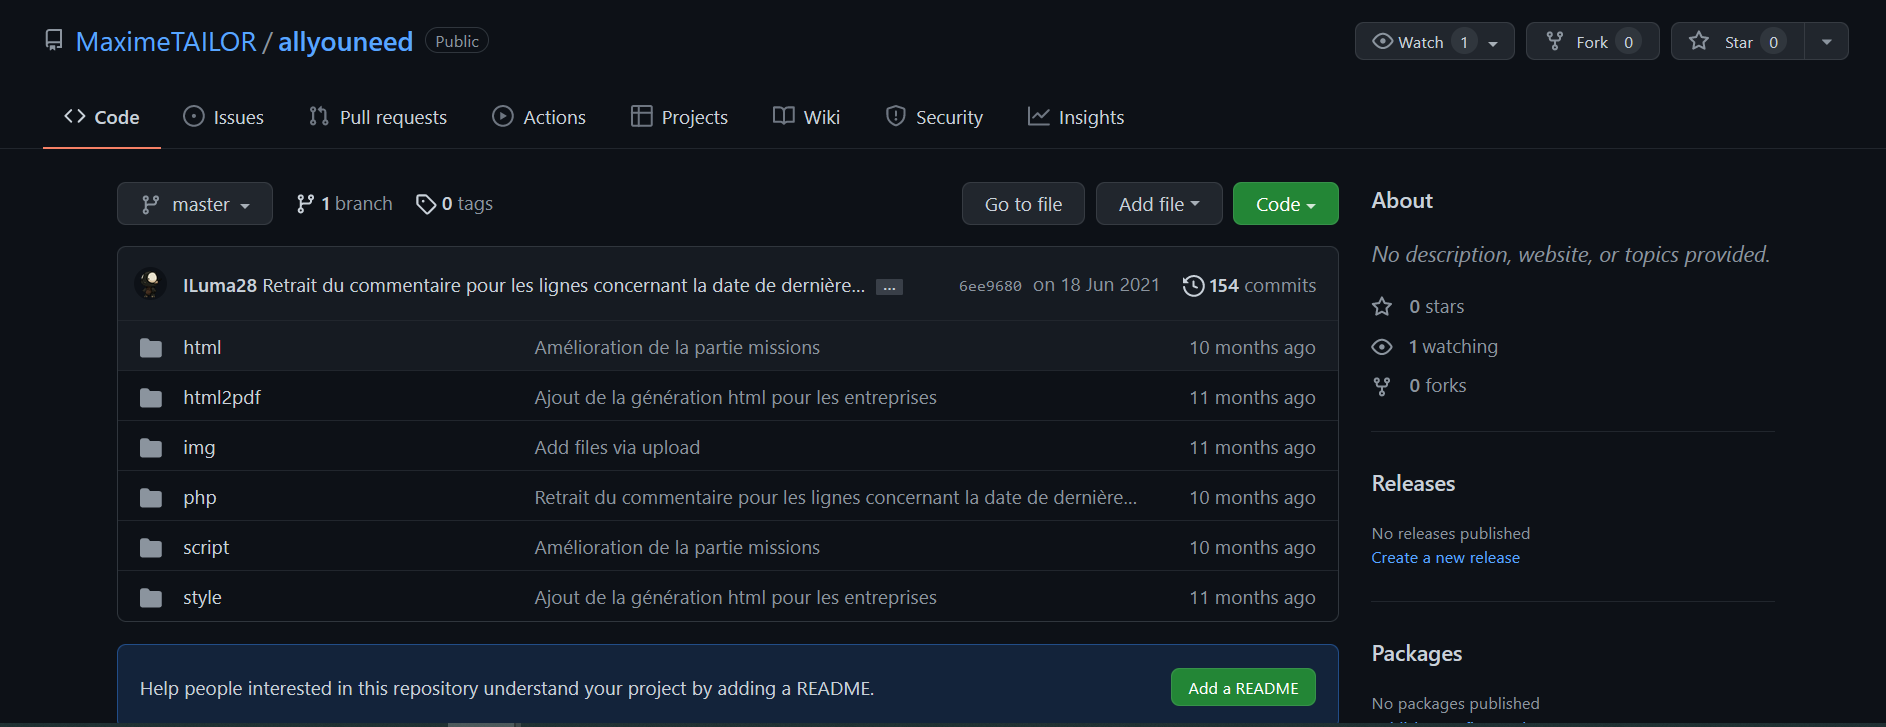 MaximeTAILOR / allyouneed Public
Watch 1 Fork 0 Star 0
Code Issues Pull requests Actions Projects Wiki Security Insights
master 1 branch 0 tags Go to file Add file Code
ILuma28 Retrait du commentaire pour les lignes concernant la date de dernière... ... 6ee9680 on 18 Jun 2021 154 commits
html Amélioration de la partie missions 10 months ago
html2pdf Ajout de la génération html pour les entreprises 11 months ago
img Add files via upload 11 months ago
php Retrait du commentaire pour les lignes concernant la date de dernière... 10 months ago
script Amélioration de la partie missions 10 months ago
style Ajout de la génération html pour les entreprises 11 months ago
Help people interested in this repository understand your project by adding a README. Add a README
About
No description, website, or topics provided.
0 stars
1 watching
0 forks
Releases
No releases published
Create a new release
Packages
No packages published